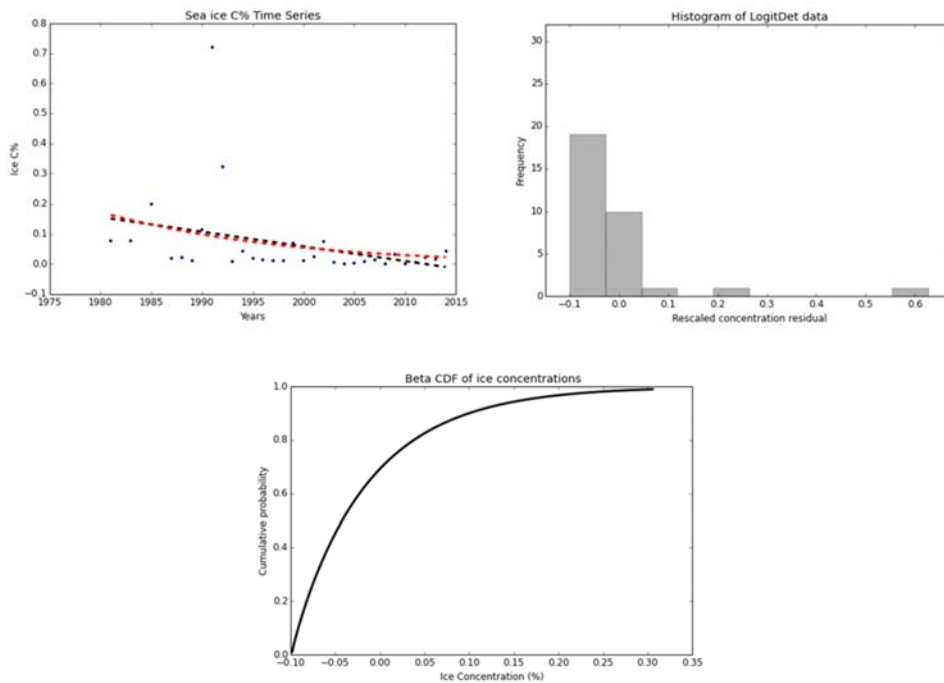 Sea ice C% Time Series
0.8
0.7
0.6
0.5
0.4
0.3
0.2
0.1
0.0
−0.1
Ice C%
1975 1980 1985 1990 1995 2000 2005 2010 2015
Years
Histogram of LogitDet data
30
25
20
15
10
5
0
Frequency
−0.1 0.0 0.1 0.2 0.3 0.4 0.5 0.6
Rescaled concentration residual
Beta CDF of ice concentrations
1.0
0.8
0.6
0.4
0.2
0.0
Cumulative probability
−0.10 −0.05 0.00 0.05 0.10 0.15 0.20 0.25 0.30 0.35
Ice Concentration (%)